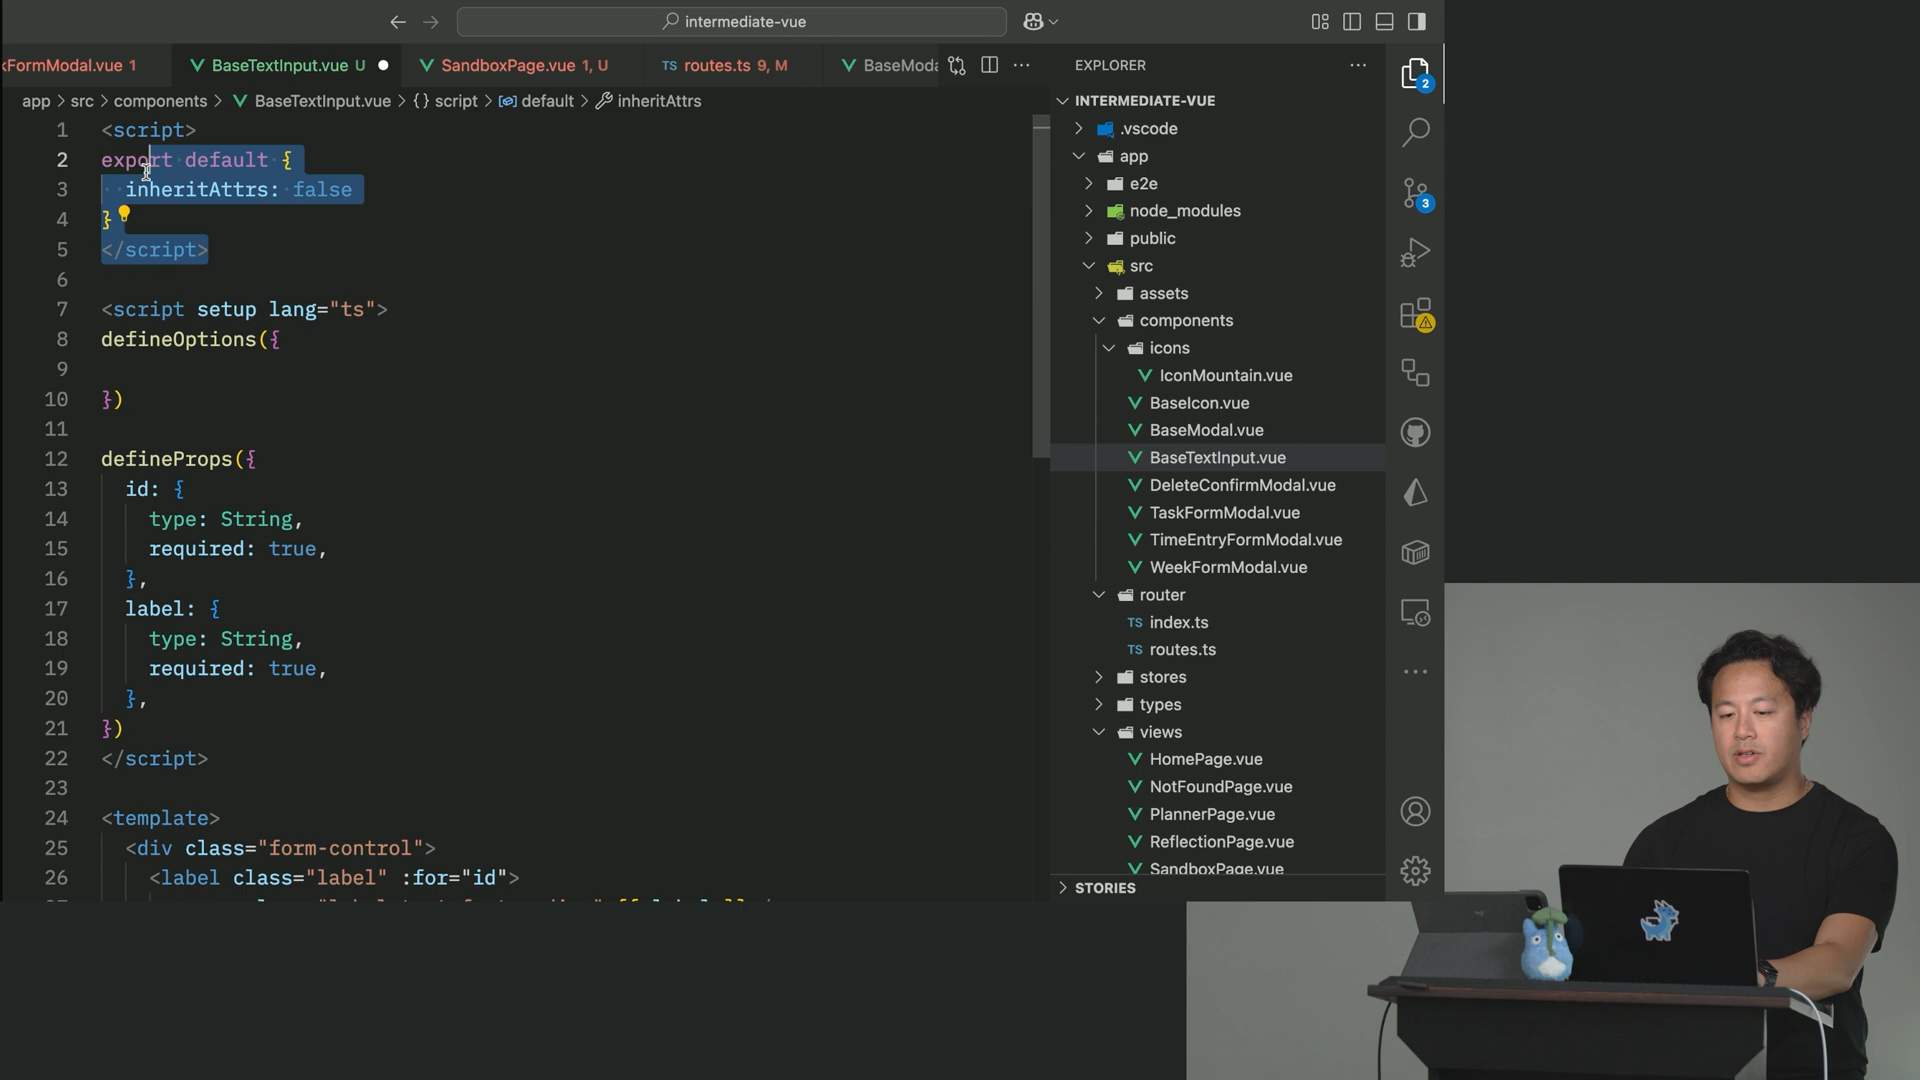 intermediate-vue
kFormModal.vue 1
BaseTextInput.vue U
SandboxPage.vue 1, U
TS routes.ts 9, M
BaseModa
app > src > components > BaseTextInput.vue > {} script > default > inheritAttrs
1 <script>
2 export default {
3 inheritAttrs: false
4 }
5 </script>
6
7 <script setup lang="ts">
8 defineOptions({
9
10 })
11
12 defineProps({
13 id: {
14 type: String,
15 required: true,
16 },
17 label: {
18 type: String,
19 required: true,
20 },
21 })
22 </script>
23
24 <template>
25 <div class="form-control">
26 <label class="label" :for="id">
EXPLORER
INTERMEDIATE-VUE
.vscode
app
e2e
node_modules
public
src
assets
components
icons
IconMountain.vue
BaseIcon.vue
BaseModal.vue
BaseTextInput.vue
DeleteConfirmModal.vue
TaskFormModal.vue
TimeEntryFormModal.vue
WeekFormModal.vue
router
TS index.ts
TS routes.ts
stores
types
views
HomePage.vue
NotFoundPage.vue
PlannerPage.vue
ReflectionPage.vue
SandboxPage.vue
STORIES
2
3